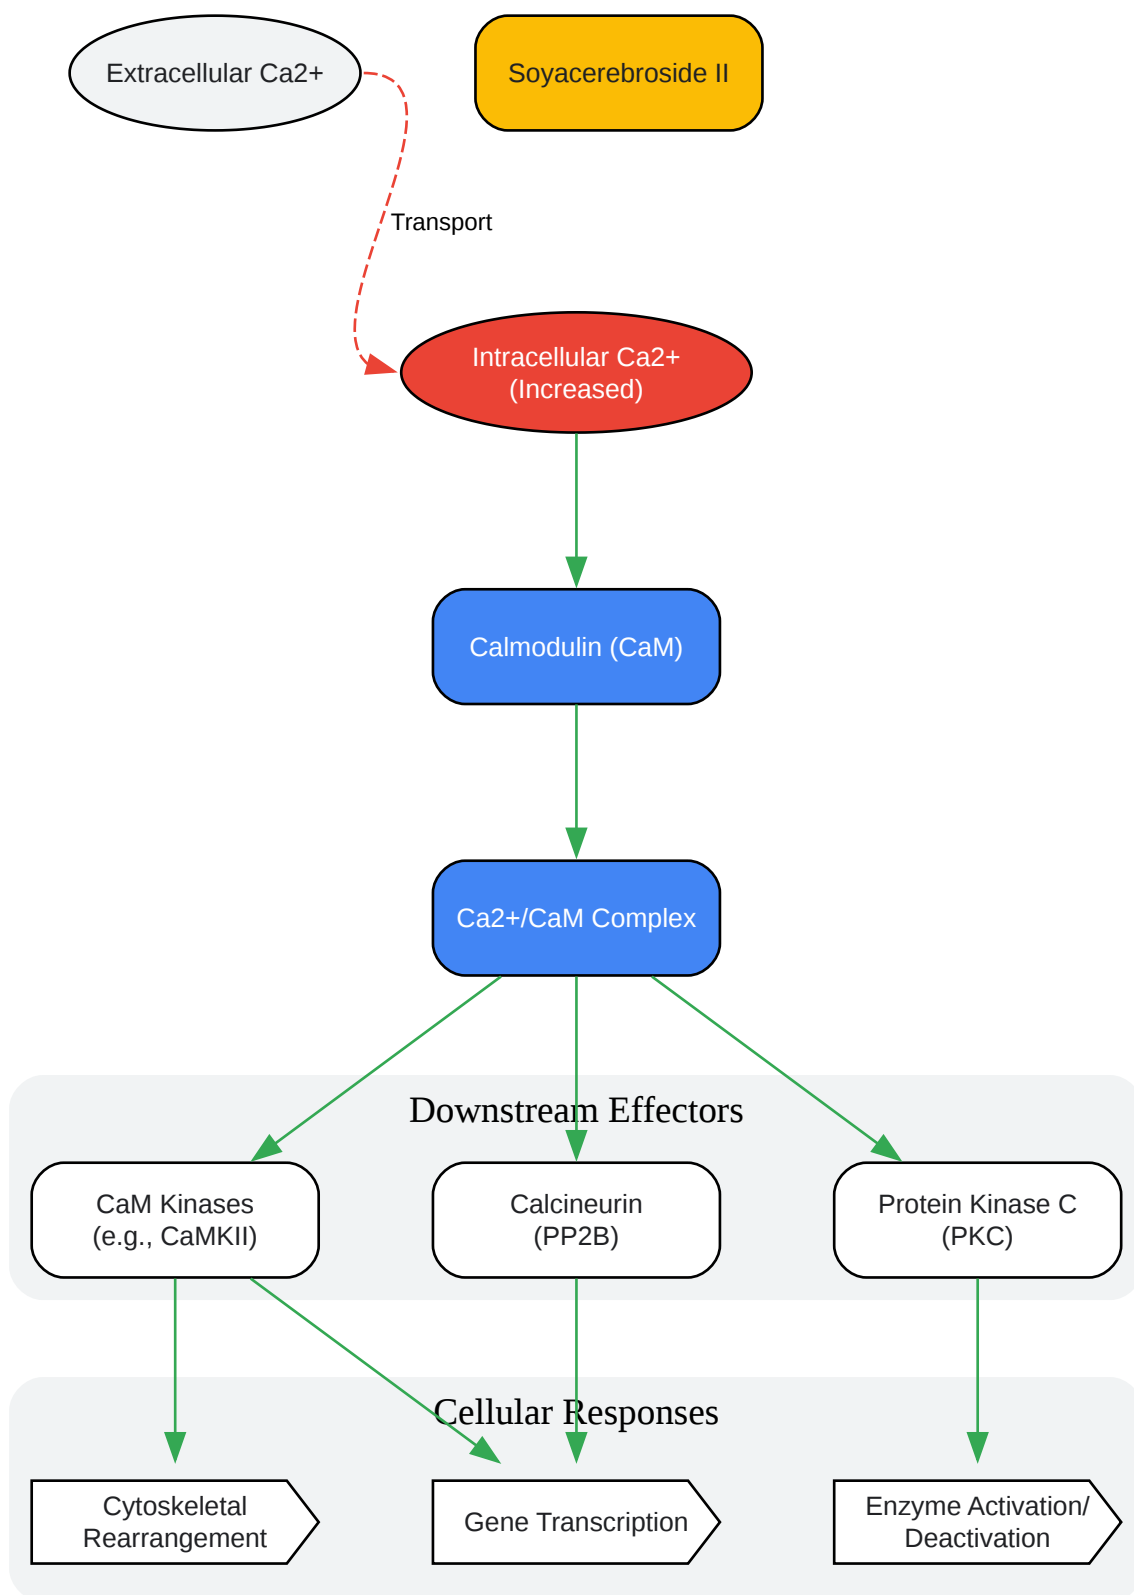 Extracellular Ca2+
Soyacerebroside II
Transport
Intracellular Ca2+
(Increased)
Calmodulin (CaM)
Ca2+/CaM Complex
Downstream Effectors
CaM Kinases
(e.g., CaMKII)
Calcineurin
(PP2B)
Protein Kinase C
(PKC)
Cellular Responses
Cytoskeletal
Rearrangement
Gene Transcription
Enzyme Activation/
Deactivation